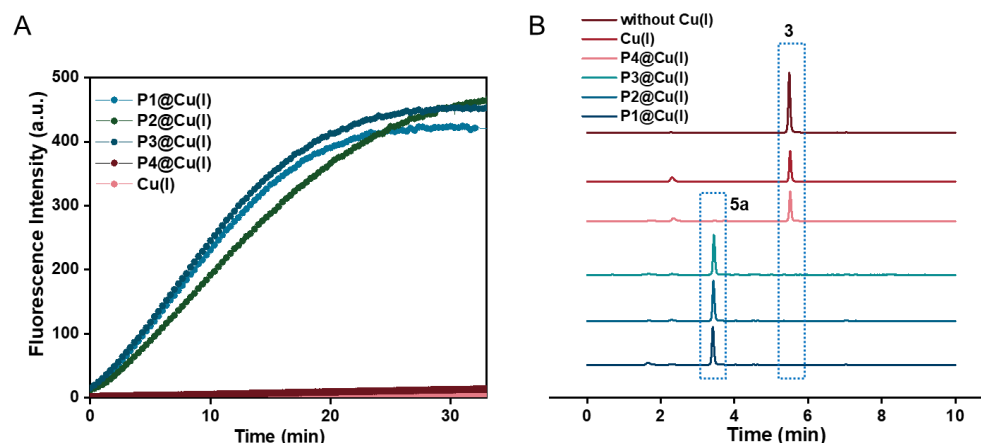 A
Fluorescence Intensity (a.u.)
500
400
300
200
100
0
P1@Cu(I)
P2@Cu(I)
P3@Cu(I)
P4@Cu(I)
Cu(I)
0
10
20
30
Time (min)
B
without Cu(I)
Cu(I)
P4@Cu(I)
P3@Cu(I)
P2@Cu(I)
P1@Cu(I)
3
5a
0
2
4
6
8
10
Time (min)